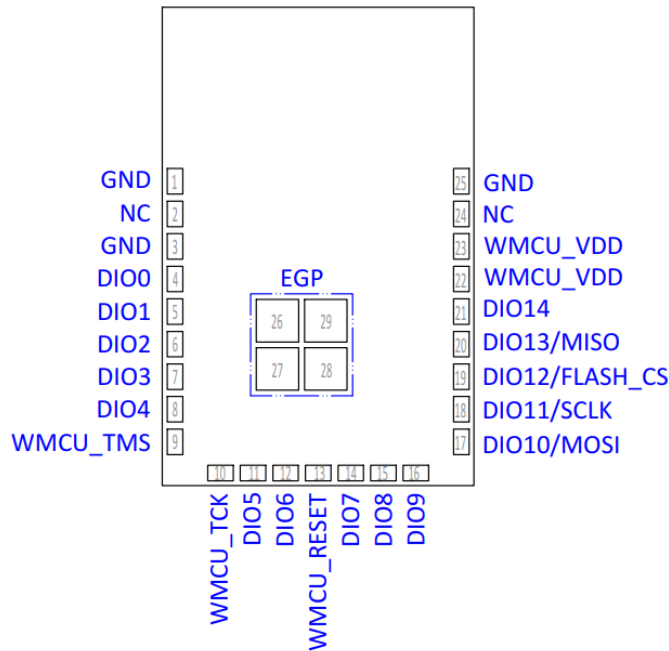 GND 1
NC 2
GND 3
DIO0 4
DIO1 5
DIO2 6
DIO3 7
DIO4 8
WMCU_TMS 9
25 GND
24 NC
23 WMCU_VDD
22 WMCU_VDD
21 DIO14
20 DIO13/MISO
19 DIO12/FLASH_CS
18 DIO11/SCLK
17 DIO10/MOSI
EGP
26 29
27 28
10 11 12 13 14 15 16
WMCU_TCK
DIO5
DIO6
WMCU_RESET
DIO7
DIO8
DIO9